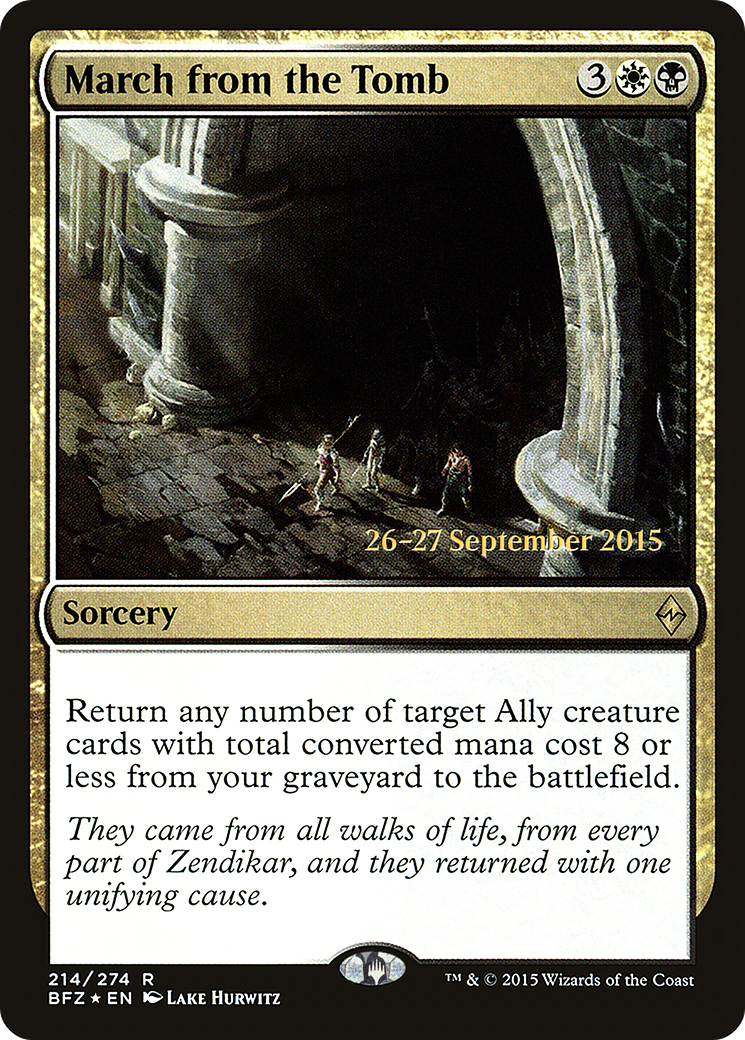 March from the Tomb 3
26–27 September 2015
Sorcery
Return any number of target Ally creature
cards with total converted mana cost 8 or
less from your graveyard to the battlefield.
They came from all walks of life, from every
part of Zendikar, and they returned with one
unifying cause.
214/274 R
BFZ ★ EN Lake Hurwitz
™ & © 2015 Wizards of the Coast